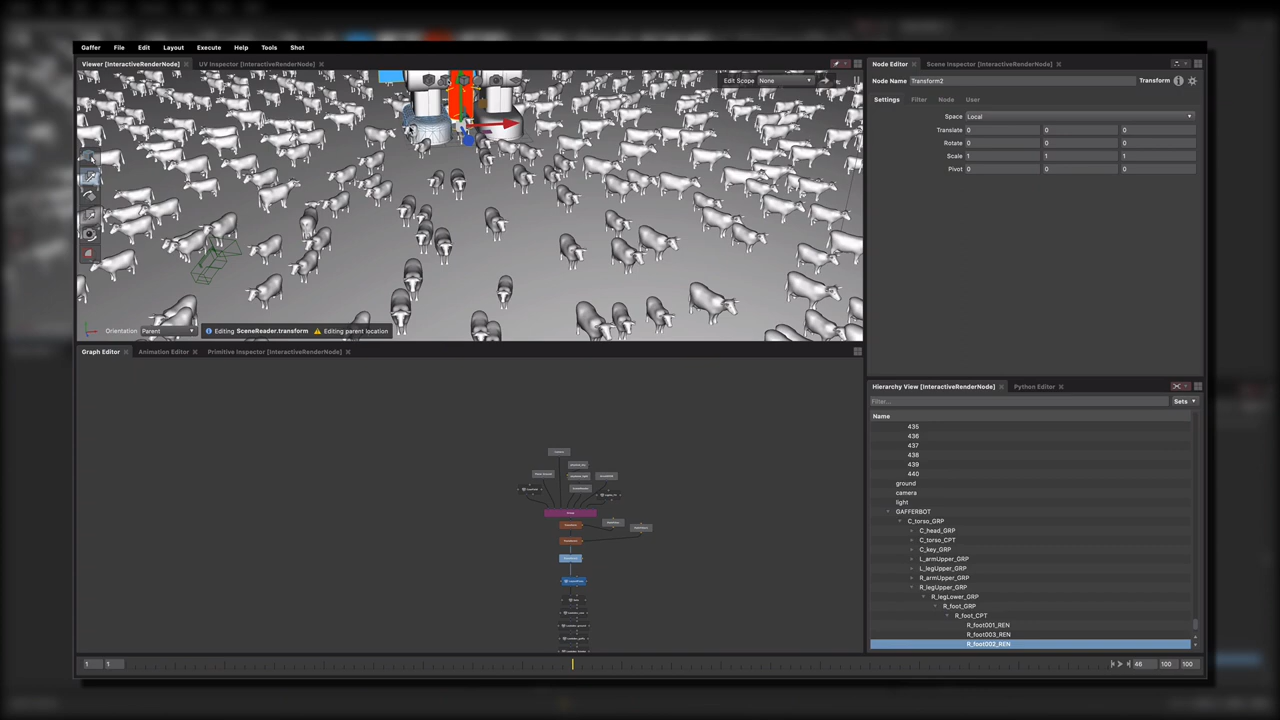 Gaffer File Edit Layout Execute Help Tools Shot
Viewer [InteractiveRenderNode] UV Inspector [InteractiveRenderNode]
Edit Scope None
Orientation Parent Editing SceneReader.transform Editing parent location
Graph Editor Animation Editor Primitive Inspector [InteractiveRenderNode]
1 1 46 100 100
Node Editor Scene Inspector [InteractiveRenderNode]
Node Name Transform2 Transform
Settings Filter Node User
Space Local
Translate 0 0 0
Rotate 0 0 0
Scale 1 1 1
Pivot 0 0 0
Hierarchy View [InteractiveRenderNode] Python Editor
Filter... Sets
Name
435
436
437
438
439
440
ground
camera
light
GAFFERBOT
C_torso_GRP
C_head_GRP
C_torso_CPT
C_key_GRP
L_armUpper_GRP
L_legUpper_GRP
R_armUpper_GRP
R_legUpper_GRP
R_legLower_GRP
R_foot_GRP
R_foot_CPT
R_foot001_REN
R_foot003_REN
R_foot002_REN